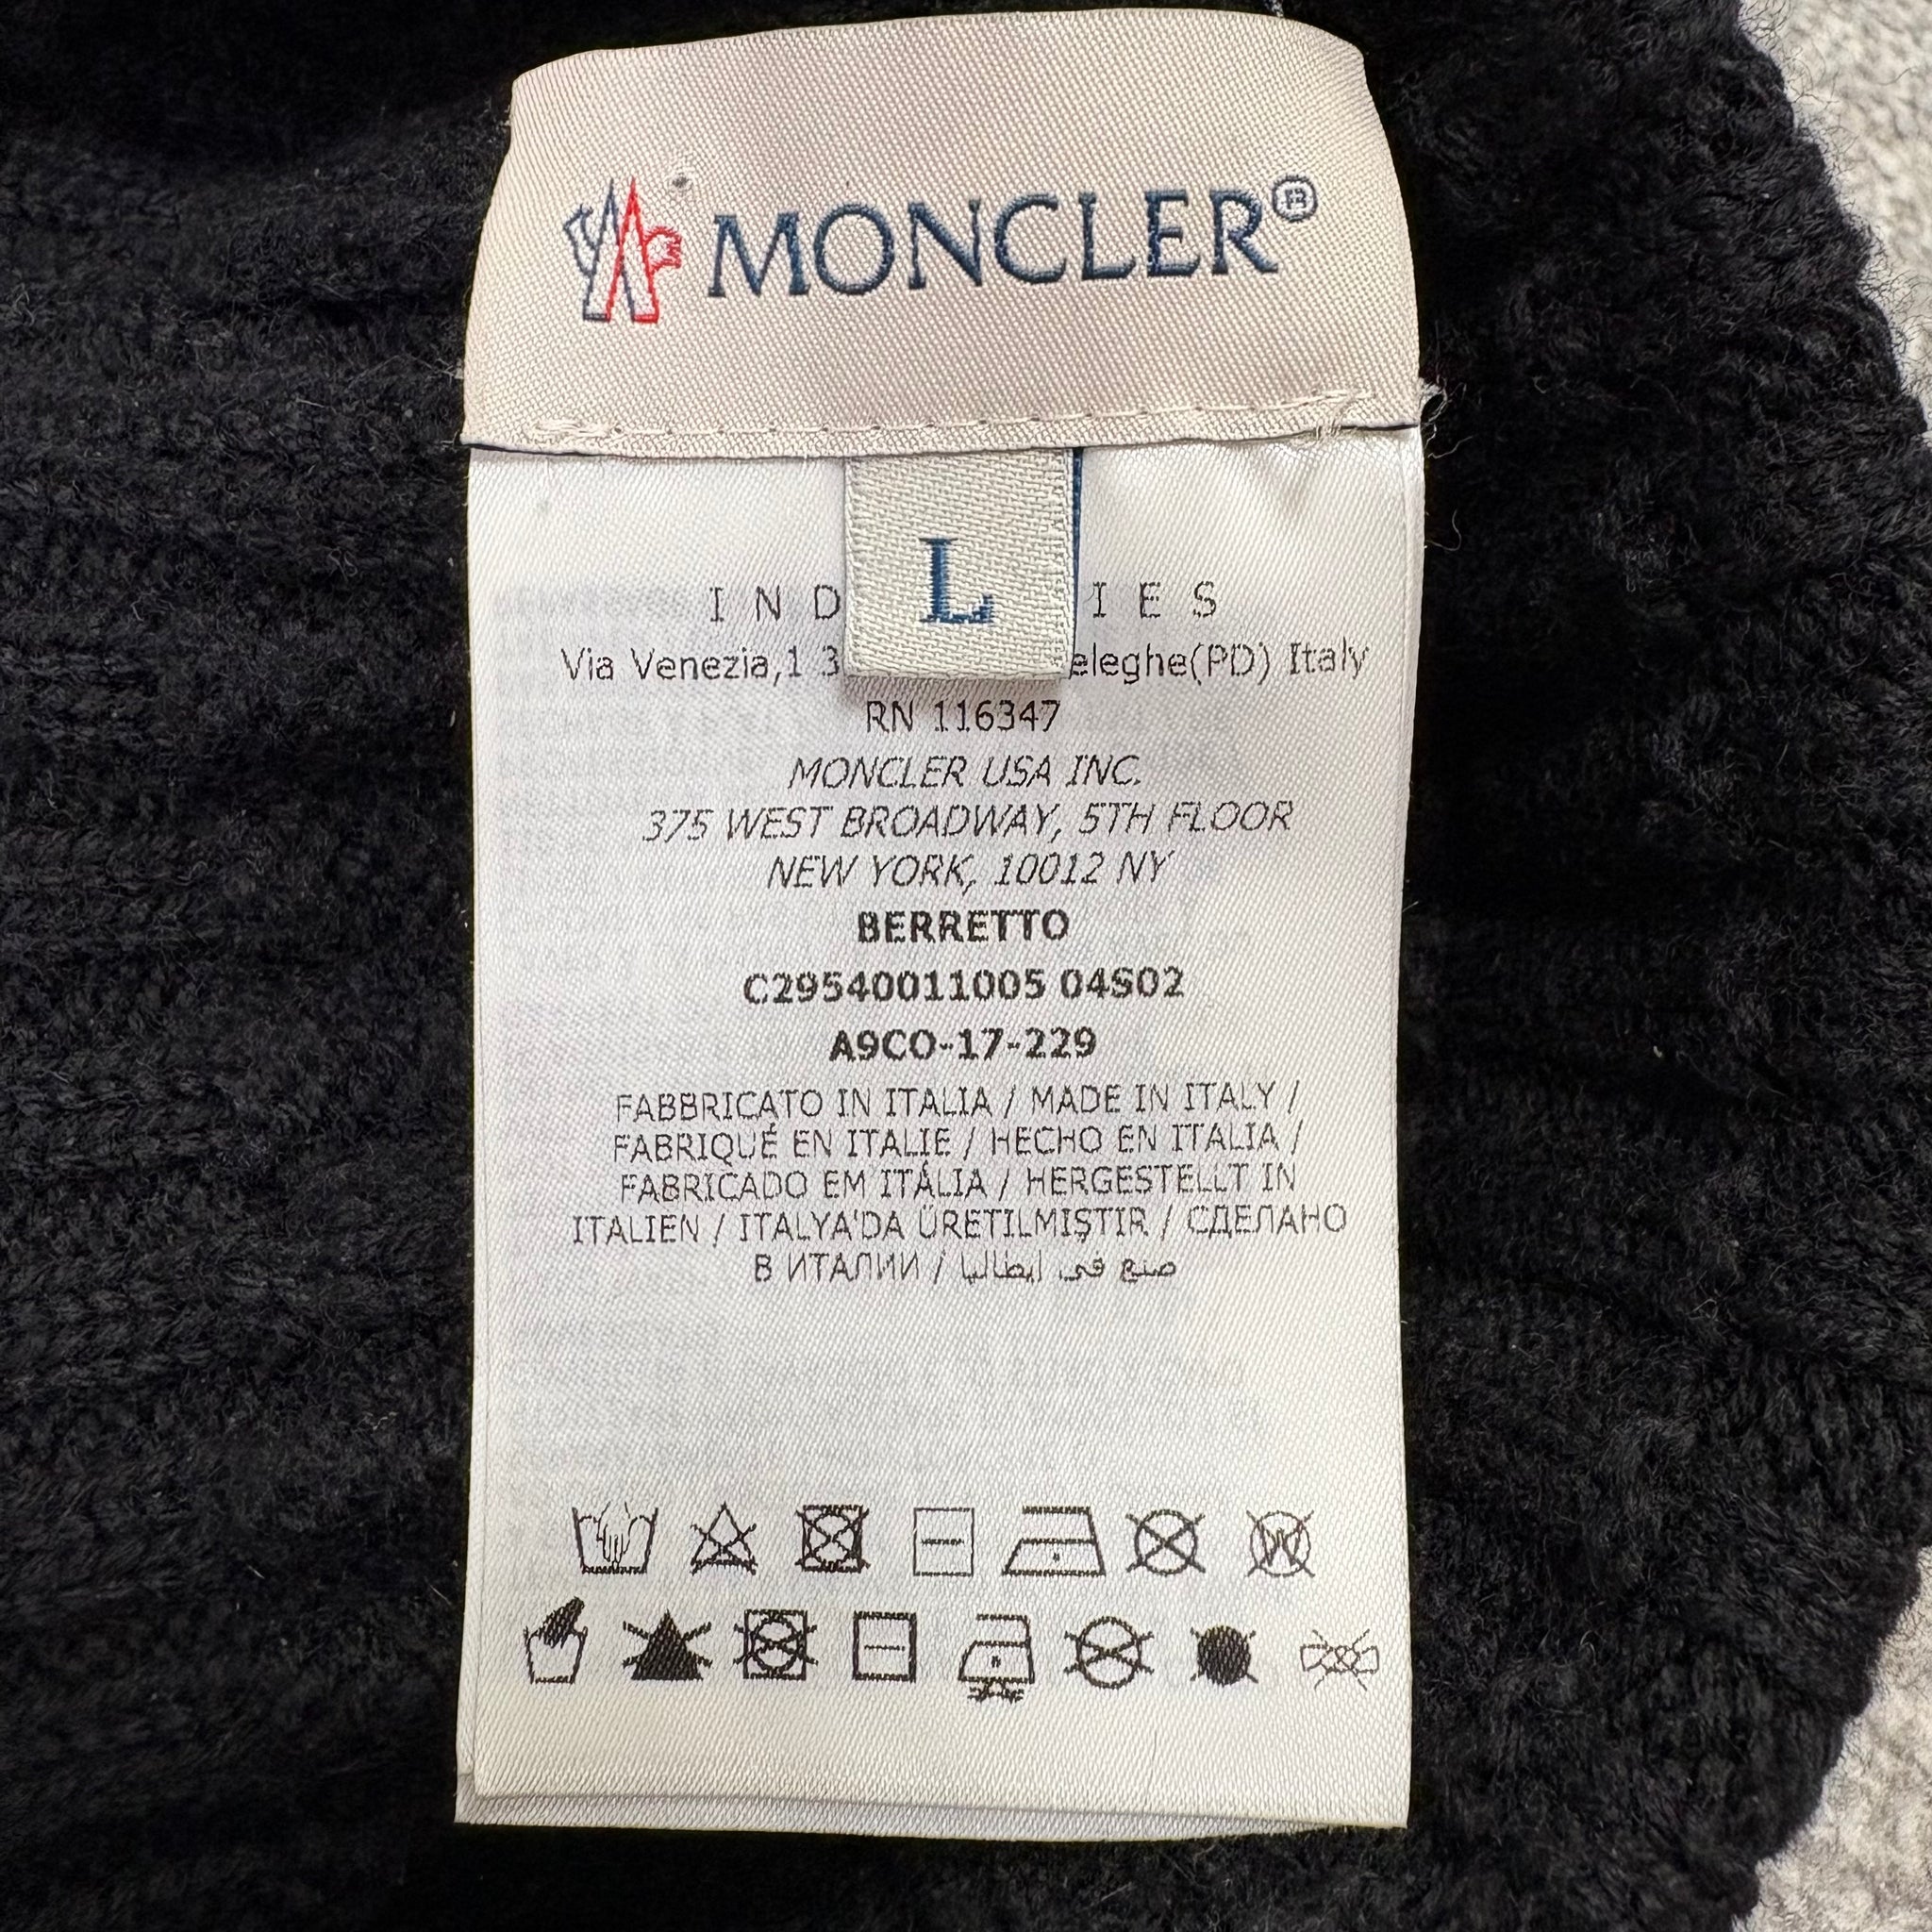 MONCLER®
L
I N D I E S
Via Venezia,1 3 eleghe(PD) Italy
RN 116347
MONCLER USA INC.
375 WEST BROADWAY, 5TH FLOOR
NEW YORK, 10012 NY
BERRETTO
C29540011005 04S02
A9CO-17-229
FABBRICATO IN ITALIA / MADE IN ITALY /
FABRIQUÉ EN ITALIE / HECHO EN ITALIA /
FABRICADO EM ITÁLIA / HERGESTELLT IN
ITALIEN / ITALYA'DA ÜRETILMIŞTIR / СДЕЛАНО
В ИТАЛИИ / صنع في ايطاليا